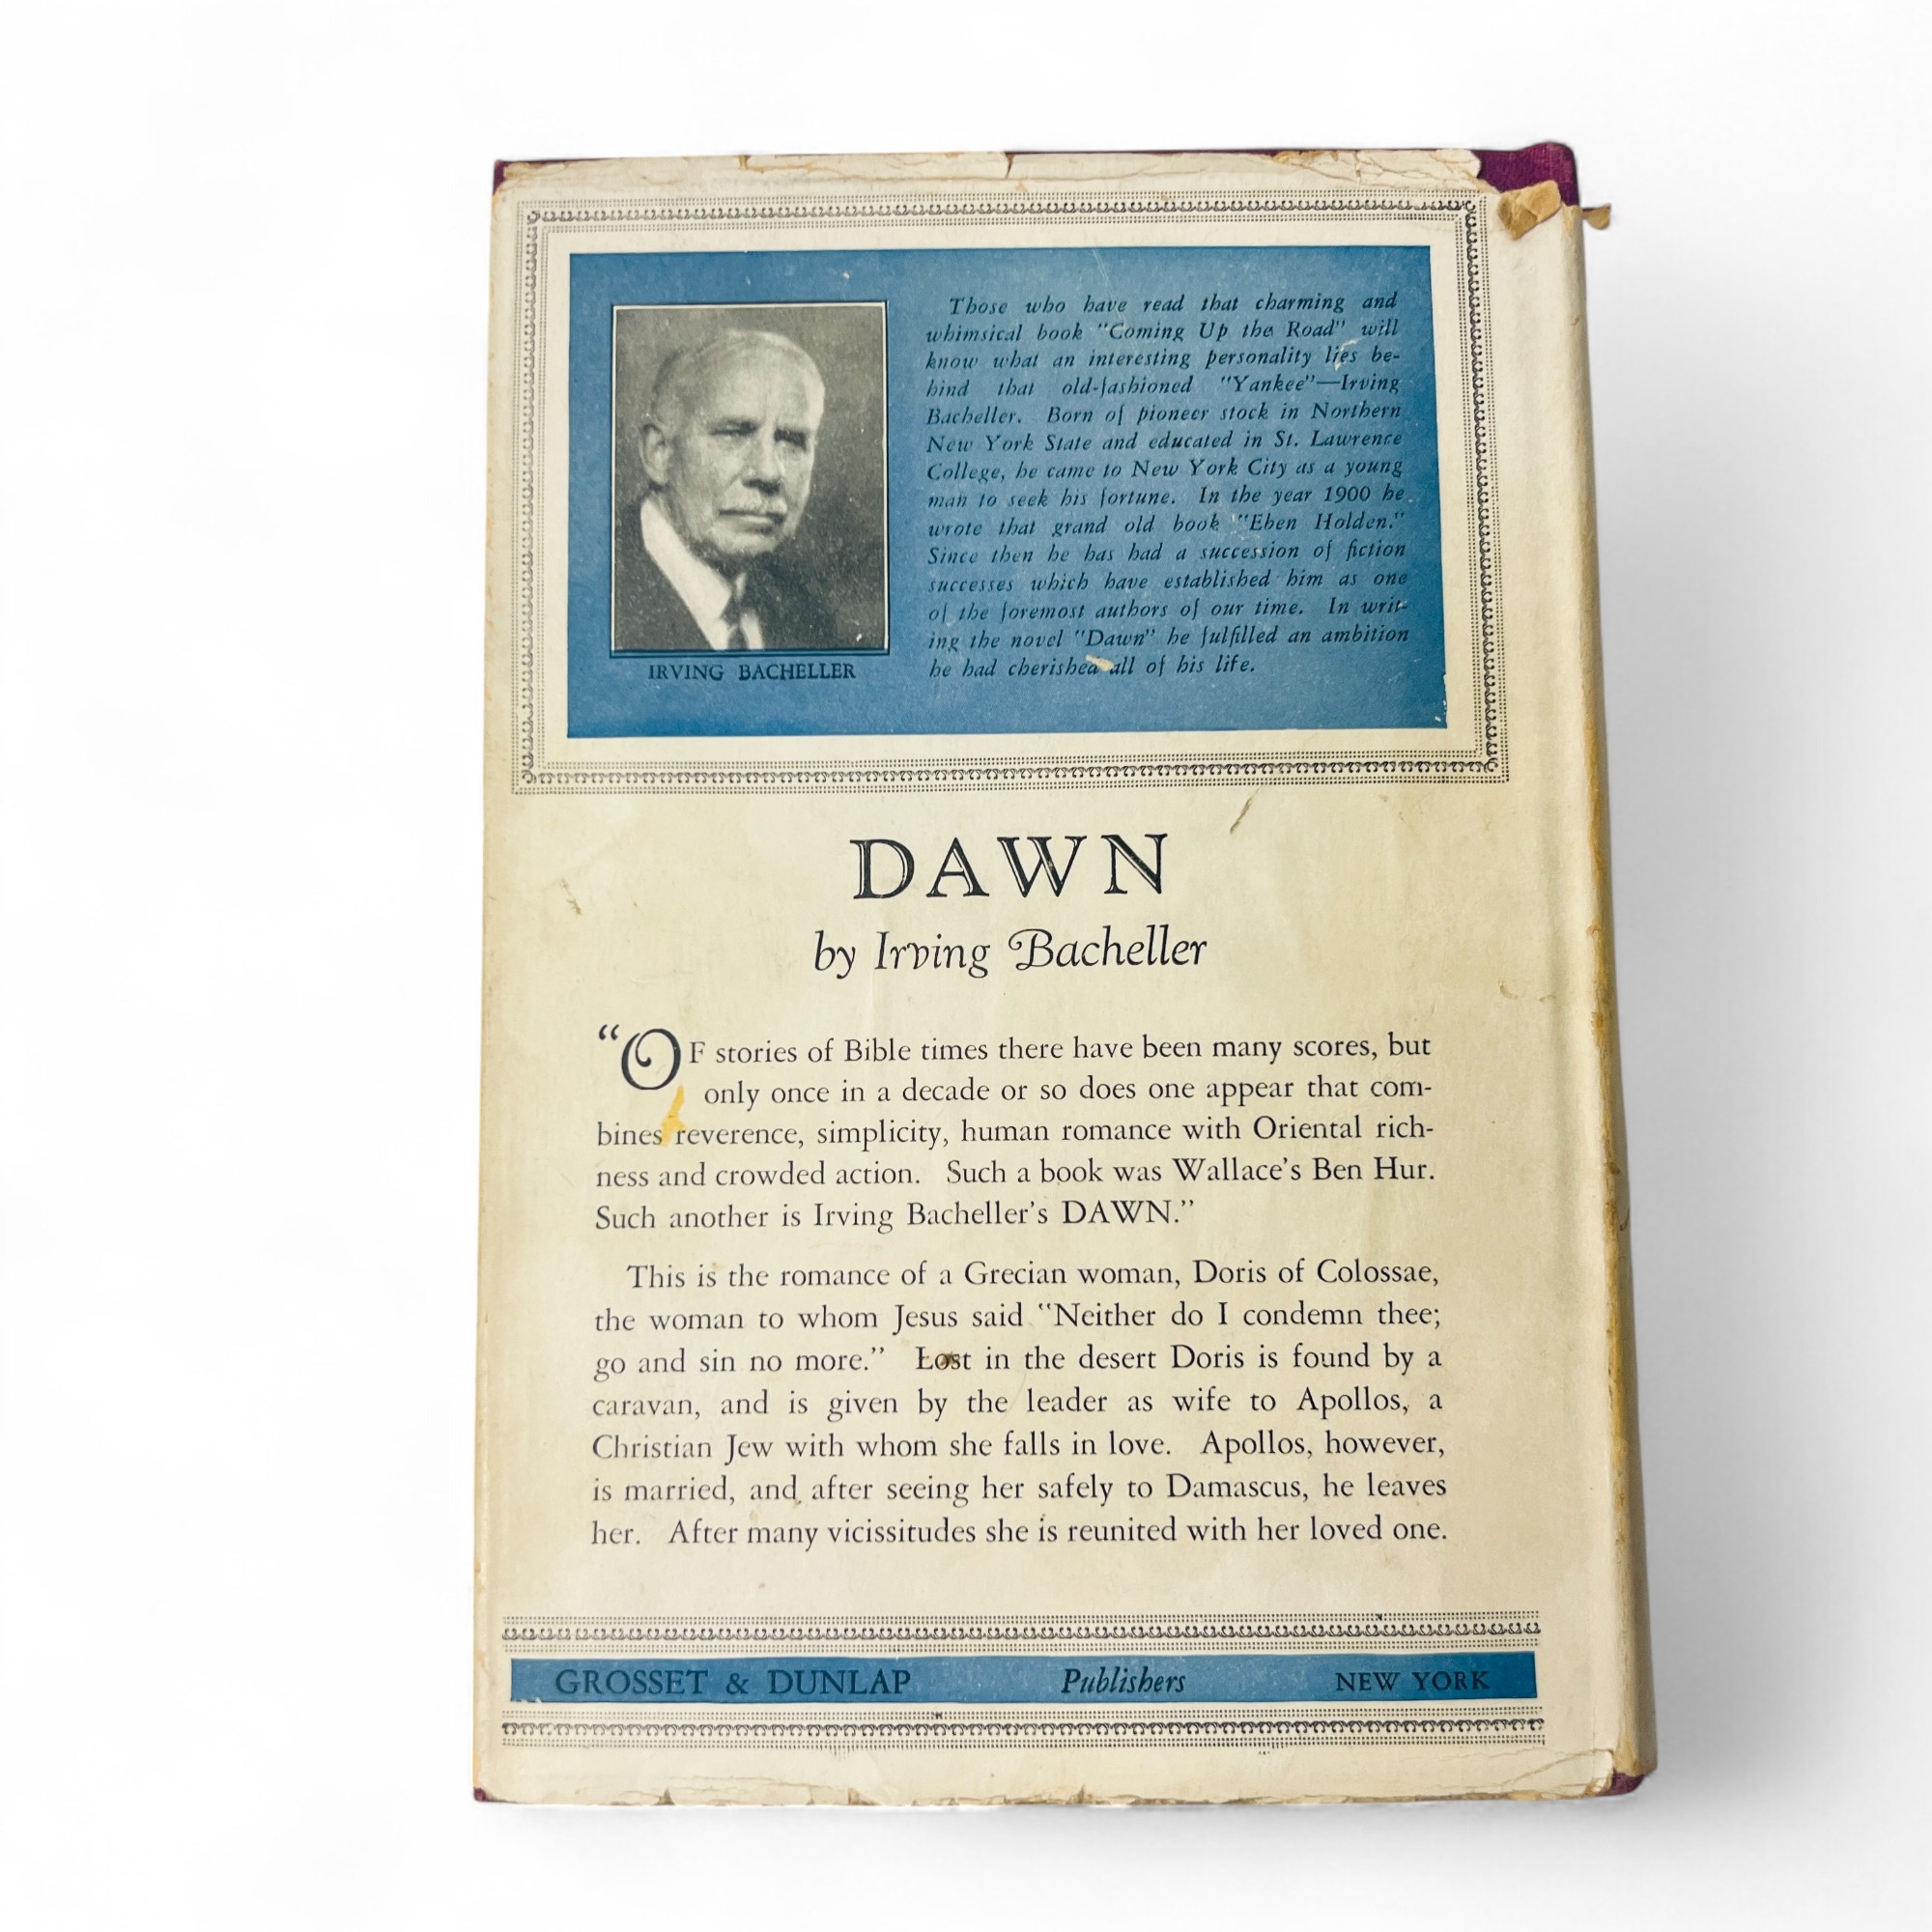 Those who have read that charming and
whimsical book "Coming Up the Road" will
know what an interesting personality lies be-
hind that old-fashioned "Yankee"—Irving
Bacheller. Born of pioneer stock in Northern
New York State and educated in St. Lawrence
College, he came to New York City as a young
man to seek his fortune. In the year 1900 he
wrote that grand old book "Eben Holden."
Since then he has had a succession of fiction
successes which have established him as one
of the foremost authors of our time. In writ-
ing the novel "Dawn" he fulfilled an ambition
he had cherished all of his life.
IRVING BACHELLER
DAWN
by Irving Bacheller
“OF stories of Bible times there have been many scores, but
only once in a decade or so does one appear that com-
bines reverence, simplicity, human romance with Oriental rich-
ness and crowded action. Such a book was Wallace's Ben Hur.
Such another is Irving Bacheller's DAWN.”
This is the romance of a Grecian woman, Doris of Colossae,
the woman to whom Jesus said “Neither do I condemn thee;
go and sin no more.” Lost in the desert Doris is found by a
caravan, and is given by the leader as wife to Apollos, a
Christian Jew with whom she falls in love. Apollos, however,
is married, and after seeing her safely to Damascus, he leaves
her. After many vicissitudes she is reunited with her loved one.
GROSSET & DUNLAP Publishers NEW YORK